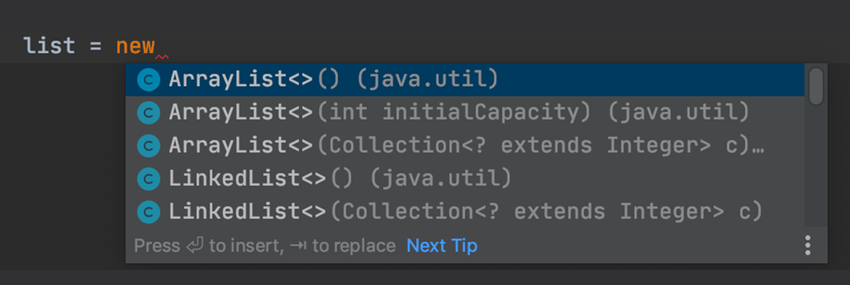 list = new
C ArrayList<>() (java.util)
C ArrayList<>(int initialCapacity) (java.util)
C ArrayList<>(Collection<? extends Integer> c)…
C LinkedList<>() (java.util)
C LinkedList<>(Collection<? extends Integer> c)
Press ⏎ to insert, ⇥ to replace Next Tip